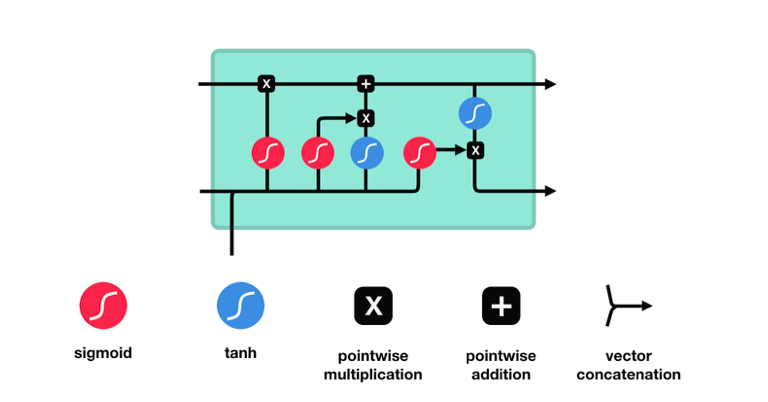 X
+
X
X
X
+
sigmoid
tanh
pointwise
multiplication
pointwise
addition
vector
concatenation